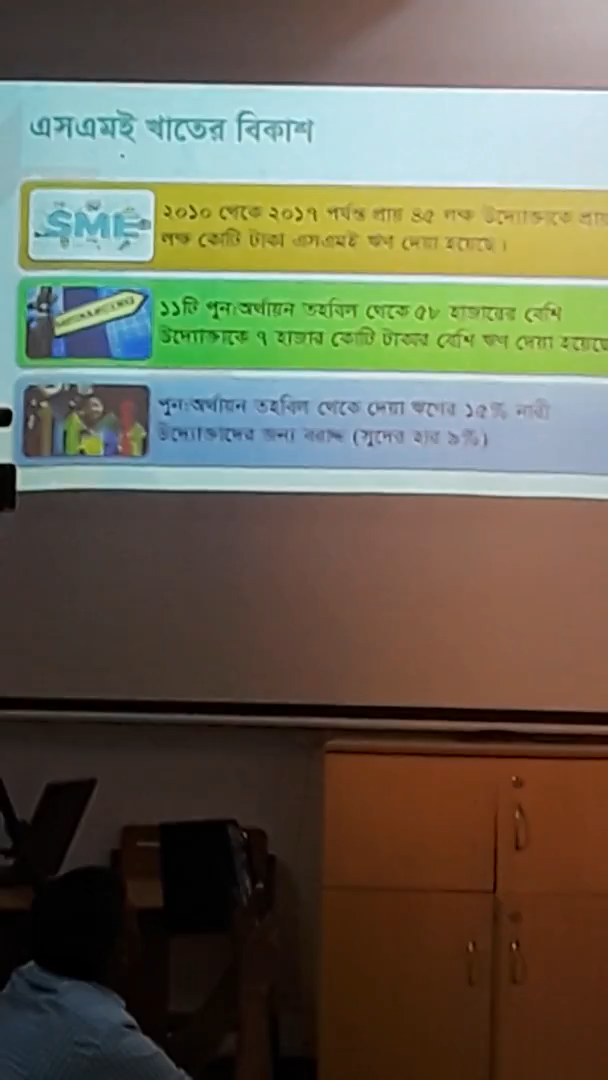 এসএমই খাতের বিকাশ
SME
২০১০ থেকে ২০১৭ পর্যন্ত প্রায় ৪৫ লক্ষ উদ্যোক্তাকে প্রায়
লক্ষ কোটি টাকা এসএমই ঋণ দেয়া হয়েছে।
১১টি পুন:অর্থায়ন তহবিল থেকে ৫৮ হাজারের বেশি
উদ্যোক্তাকে ৭ হাজার কোটি টাকার বেশি ঋণ দেয়া হয়েছে
পুন:অর্থায়ন তহবিল থেকে দেয়া ঋণের ১৫% নারী
উদ্যোক্তাদের জন্য বরাদ্দ (সুদের হার ৯%)